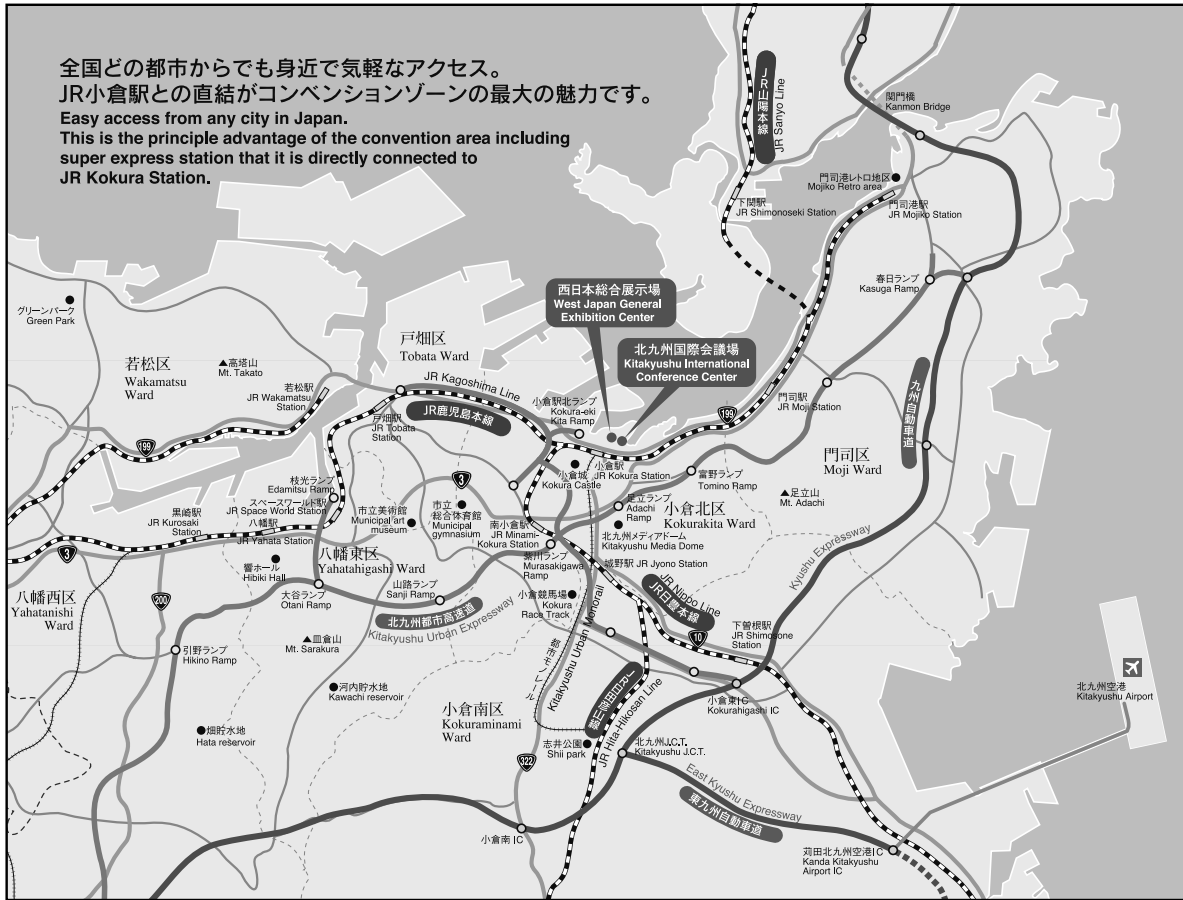 全国どの都市からでも身近で気軽なアクセス。
JR小倉駅との直結がコンベンションゾーンの最大の魅力です。
Easy access from any city in Japan.
This is the principle advantage of the convention area including
super express station that it is directly connected to
JR Kokura Station.
JR山陽本線
JR Sanyo Line
関門橋
Kanmon Bridge
門司港レトロ地区
Mojiko Retro area
下関駅
JR Shimonoseki Station
門司港駅
JR Mojiko Station
春日ランプ
Kasuga Ramp
グリーンパーク
Green Park
西日本総合展示場
West Japan General
Exhibition Center
北九州国際会議場
Kitakyushu International
Conference Center
戸畑区
Tobata Ward
若松区
Wakamatsu
Ward
▲高塔山
Mt. Takato
若松駅
JR Wakamatsu
Station
JR Kagoshima Line
JR鹿児島本線
戸畑駅
JR Tobata
Station
小倉駅北ランプ
Kokura-eki
Kita Ramp
199
門司駅
JR Moji Station
九州自動車道
199
門司区
Moji Ward
小倉城
Kokura Castle
小倉駅
JR Kokura Station
富野ランプ
Tomino Ramp
▲足立山
Mt. Adachi
枝光ランプ
Edamitsu Ramp
スペースワールド駅
JR Space World Station
八幡駅
JR Yahata Station
黒崎駅
JR Kurosaki
Station
3
市立美術館
Municipal art
museum
市立
総合体育館
Municipal
gymnasium
南小倉駅
JR Minami-
Kokura Station
足立ランプ
Adachi
Ramp
小倉北区
Kokurakita Ward
北九州メディアドーム
Kitakyushu Media Dome
紫川ランプ
Murasakigawa
Ramp
城野駅 JR Jyono Station
3
響ホール
Hibiki Hall
八幡東区
Yahatahigashi Ward
八幡西区
Yahatanishi
Ward
200
大谷ランプ
Otani Ramp
山路ランプ
Sanji Ramp
小倉競馬場
Kokura
Race Track
北九州都市高速道
Kitakyushu Urban Expressway
JR Nippo Line
JR日豊本線
Kyushu Expressway
10
下曽根駅
JR Shimosone
Station
引野ランプ
Hikino Ramp
▲皿倉山
Mt. Sarakura
都市モノレール
Kitakyushu Urban Monorail
河内貯水地
Kawachi reservoir
JR日田彦山線
JR Hita-Hikosan Line
小倉東IC
Kokurahigashi IC
北九州空港
Kitakyushu Airport
畑貯水地
Hata reservoir
小倉南区
Kokuraminami
Ward
志井公園
Shii park
北九州J.C.T.
Kitakyushu J.C.T.
322
East Kyushu Expressway
東九州自動車道
小倉南 IC
苅田北九州空港IC
Kanda Kitakyushu
Airport IC